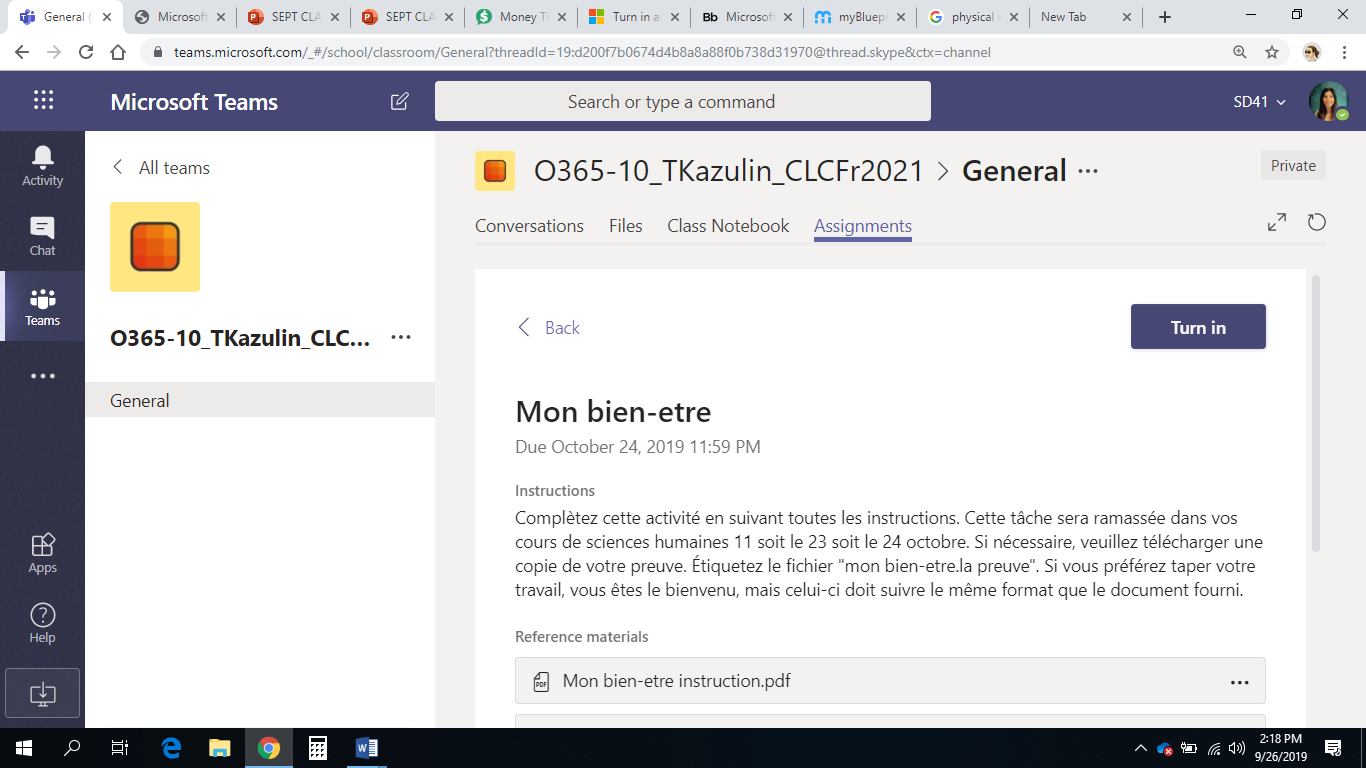 General (
Microsoft
SEPT CLA
SEPT CLA
Money T
Turn in a
Bb
Microsof
myBluepr
physical v
New Tab
teams.microsoft.com/_#/school/classroom/General?threadId=19:d200f7b0674d4b8a8a88f0b738d31970@thread.skype&ctx=channel
Microsoft Teams
Search or type a command
SD41
Activity
Chat
Teams
Apps
Help
All teams
O365-10_TKazulin_CLC...
General
O365-10_TKazulin_CLCFr2021 > General ...
Private
Conversations Files Class Notebook Assignments
Back
Turn in
Mon bien-etre
Due October 24, 2019 11:59 PM
Instructions
Complètez cette activité en suivant toutes les instructions. Cette tâche sera ramassée dans vos
cours de sciences humaines 11 soit le 23 soit le 24 octobre. Si nécessaire, veuillez télécharger une
copie de votre preuve. Étiquetez le fichier "mon bien-etre.la preuve". Si vous préférez taper votre
travail, vous êtes le bienvenu, mais celui-ci doit suivre le même format que le document fourni.
Reference materials
PDF
Mon bien-etre instruction.pdf
2:18 PM
9/26/2019